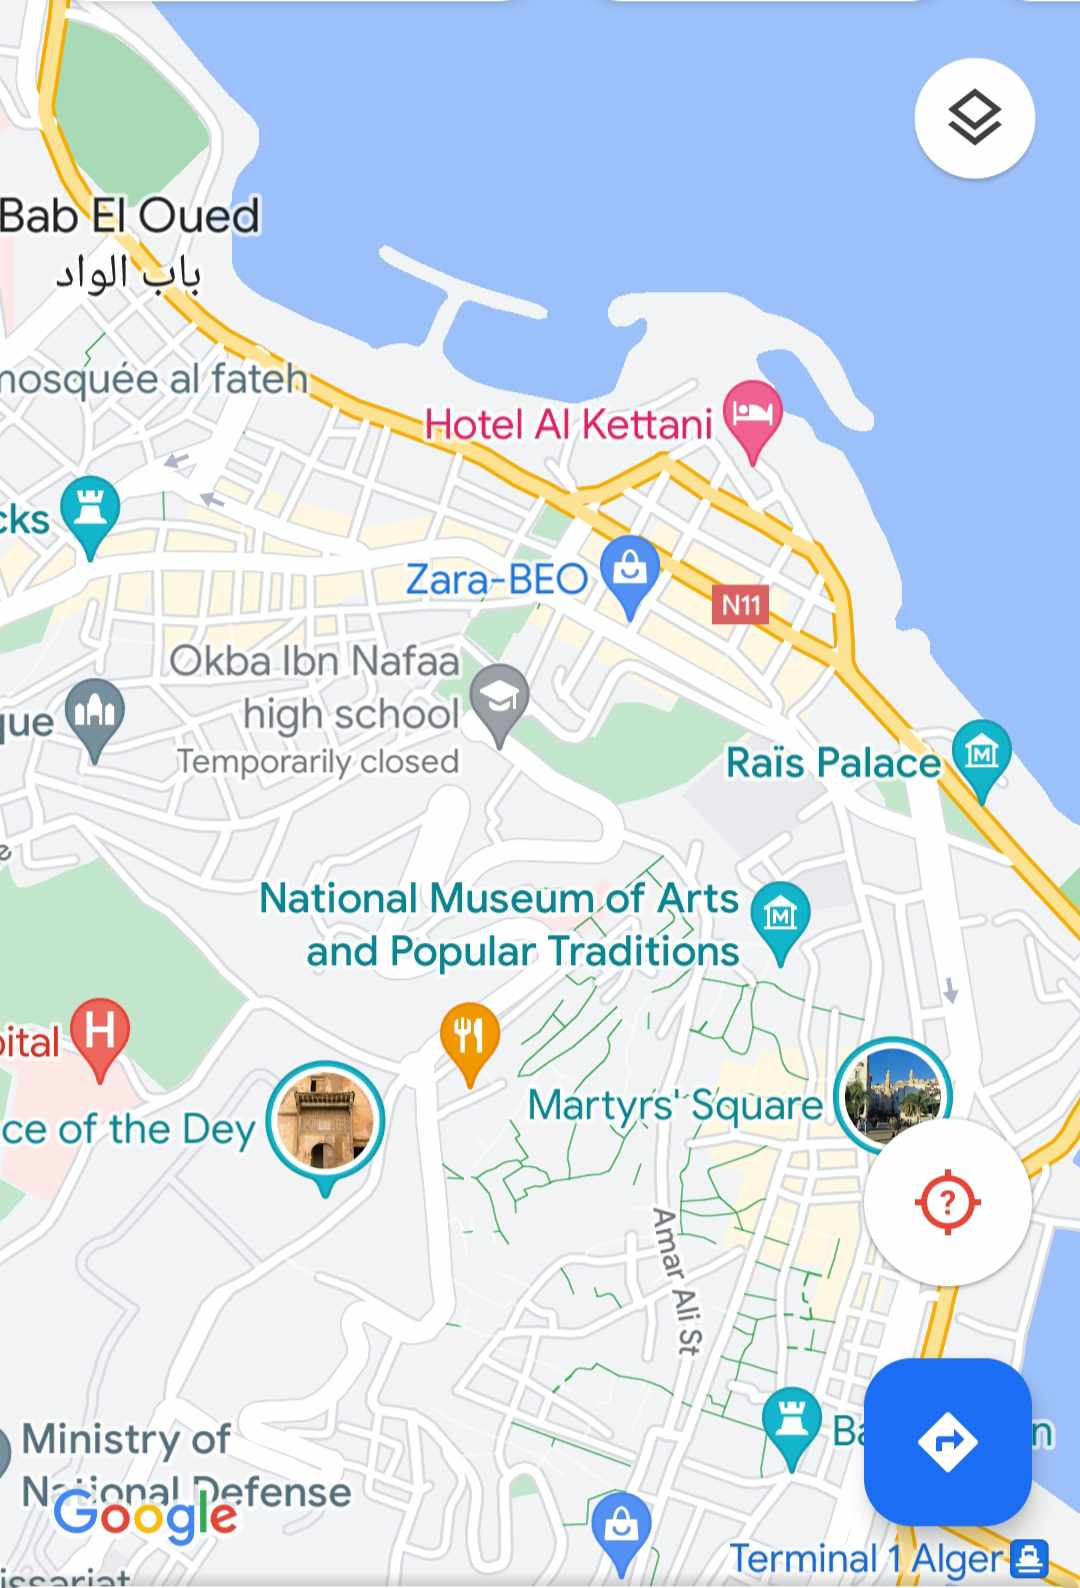 Bab El Oued
باب الواد
mosquée al fateh
Hotel Al Kettani
cks
Zara-BEO
N11
Okba Ibn Nafaa
high school
Temporarily closed
que
Raïs Palace
e
National Museum of Arts
and Popular Traditions
H
pital
Martyrs' Square
ce of the Dey
?
Amar Ali St
Ba
n
Ministry of
National Defense
Google
Terminal 1 Alger
issariat